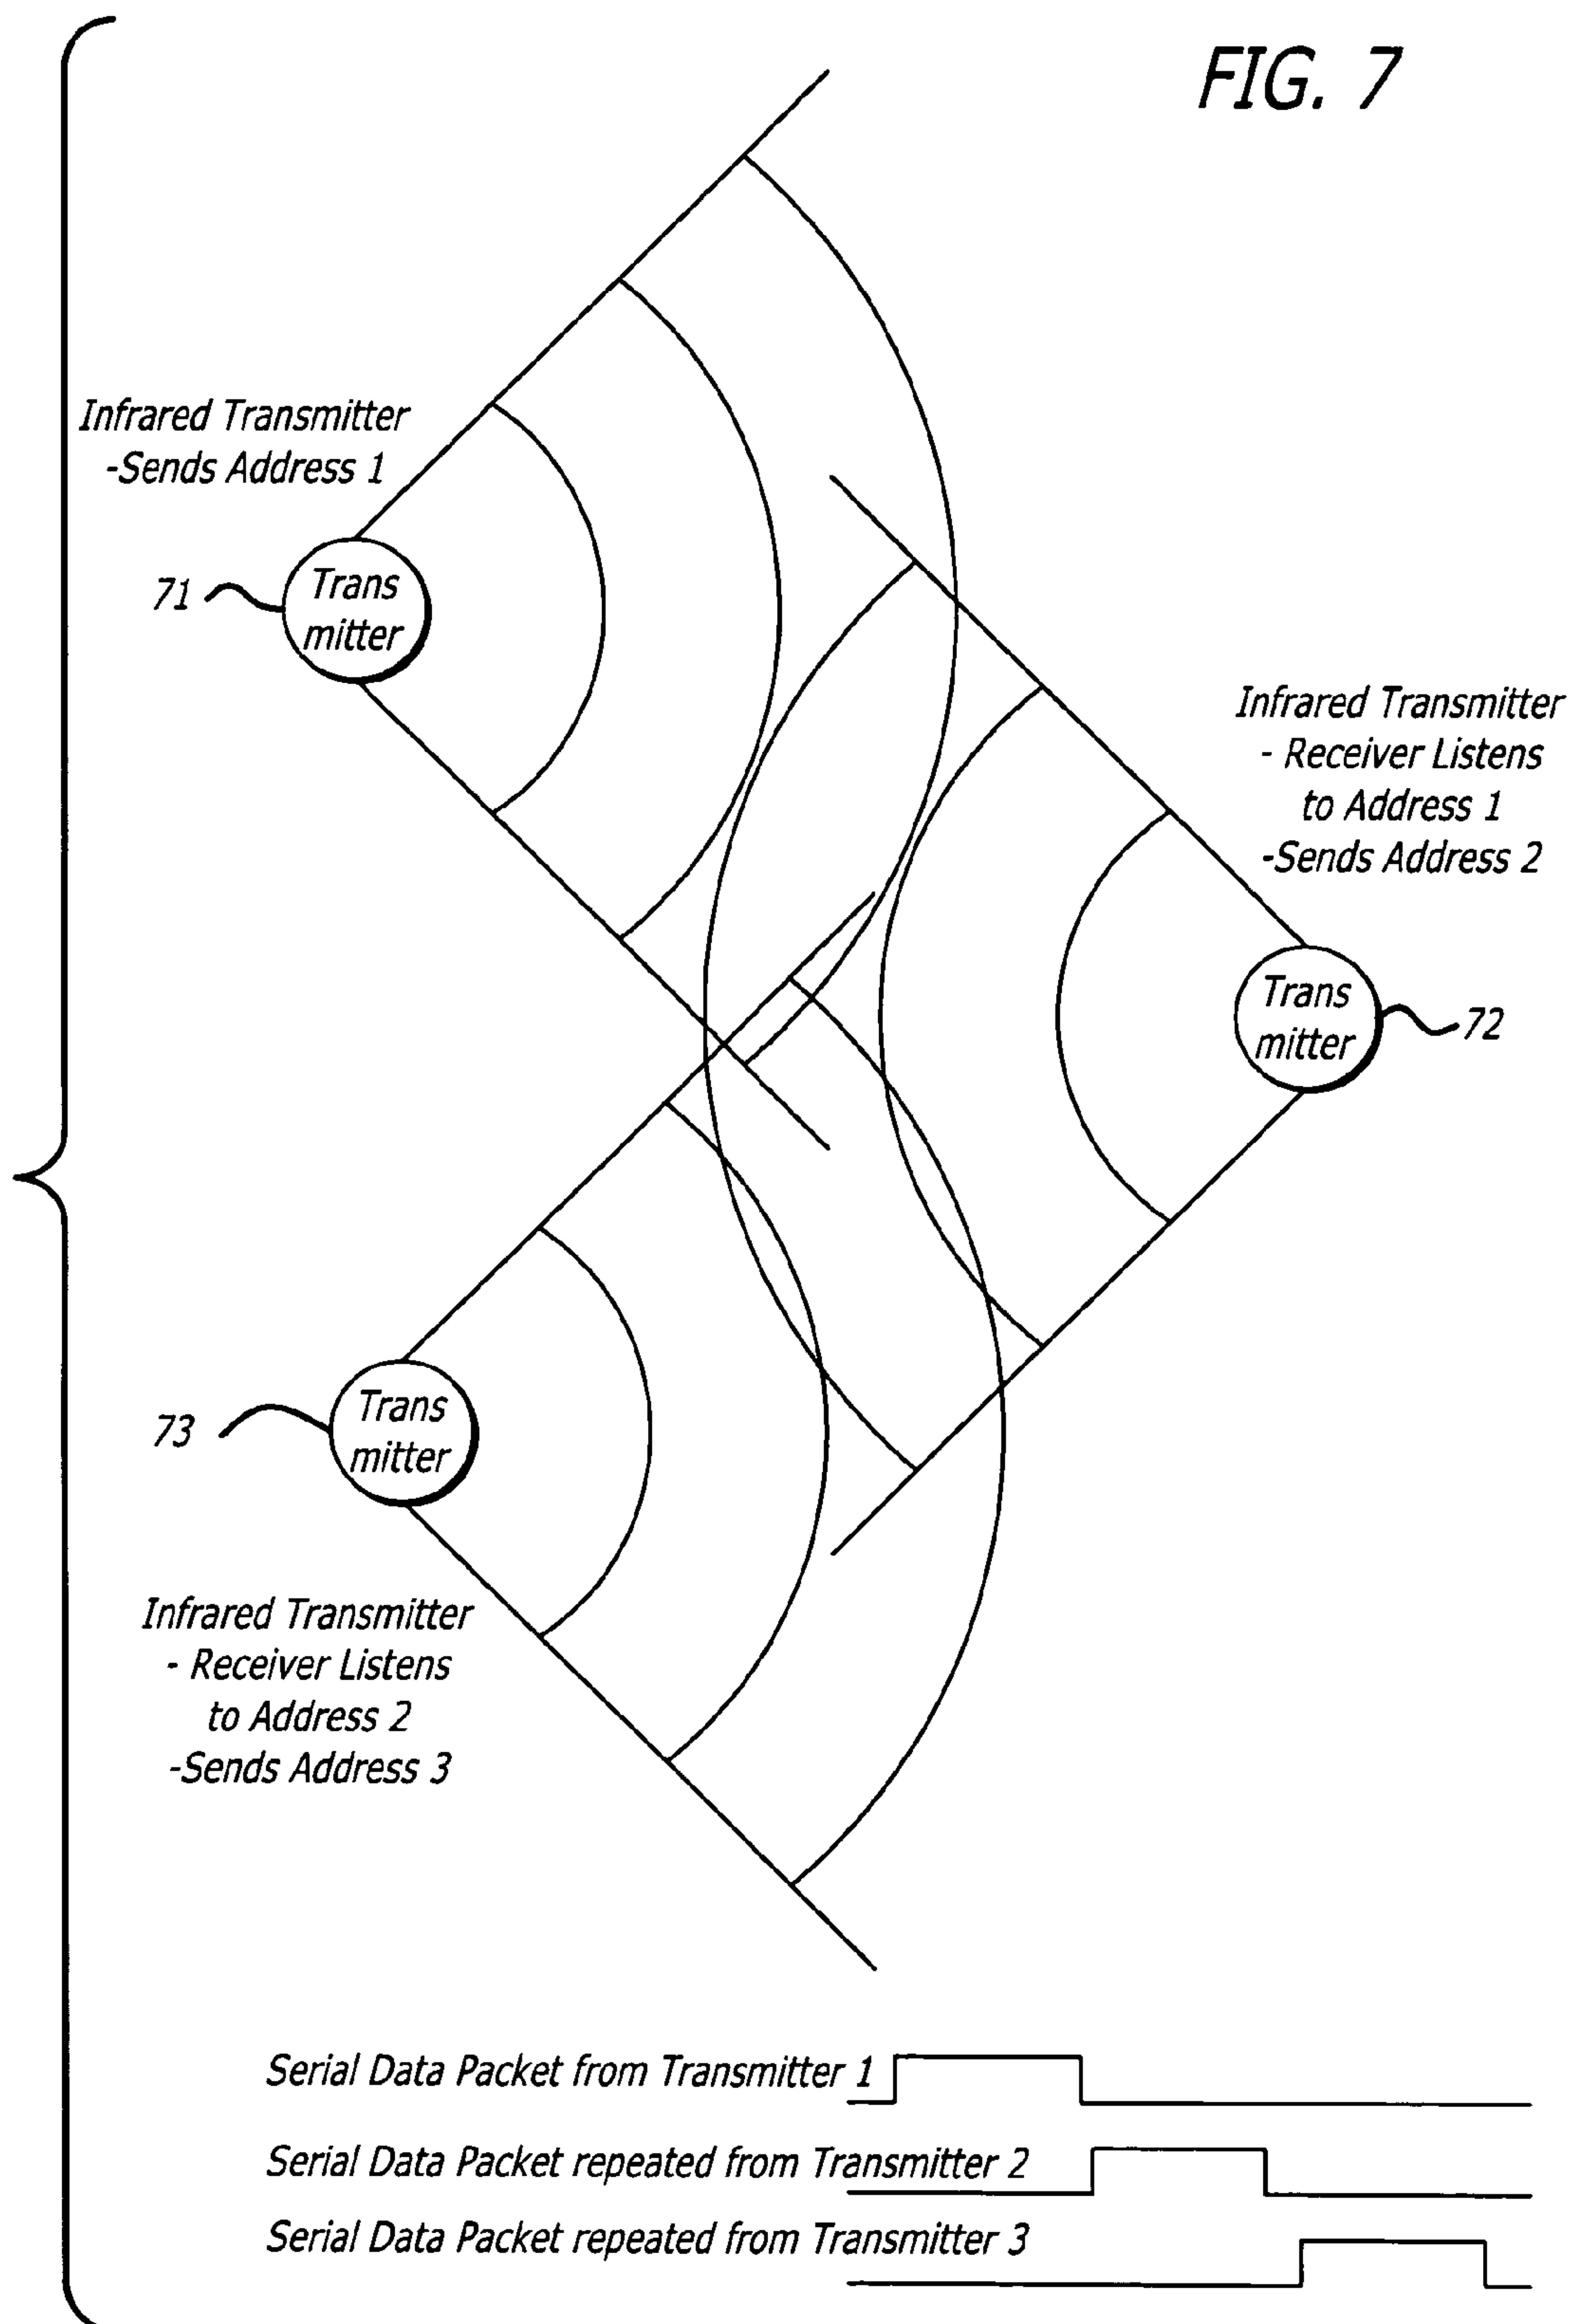 FIG. 7
Infrared Transmitter
-Sends Address 1
71
Trans
mitter
Infrared Transmitter
- Receiver Listens
to Address 1
-Sends Address 2
Trans
mitter
72
73
Trans
mitter
Infrared Transmitter
- Receiver Listens
to Address 2
-Sends Address 3
Serial Data Packet from Transmitter 1
Serial Data Packet repeated from Transmitter 2
Serial Data Packet repeated from Transmitter 3